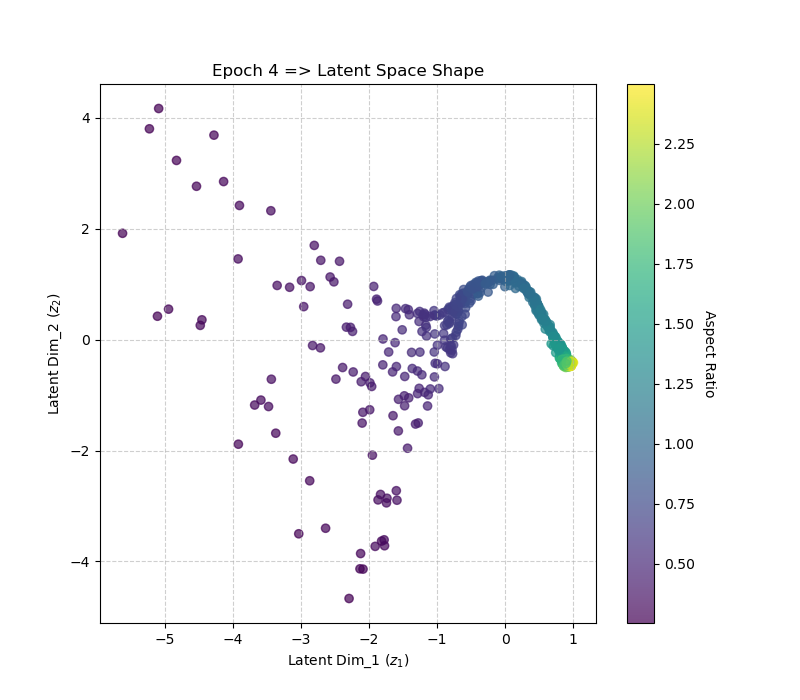 Epoch 4 => Latent Space Shape
4
2
0
−2
−4
Latent Dim_2 (z₂)
−5 −4 −3 −2 −1 0 1
Latent Dim_1 (z₁)
2.25
2.00
1.75
1.50
1.25
1.00
0.75
0.50
Aspect Ratio